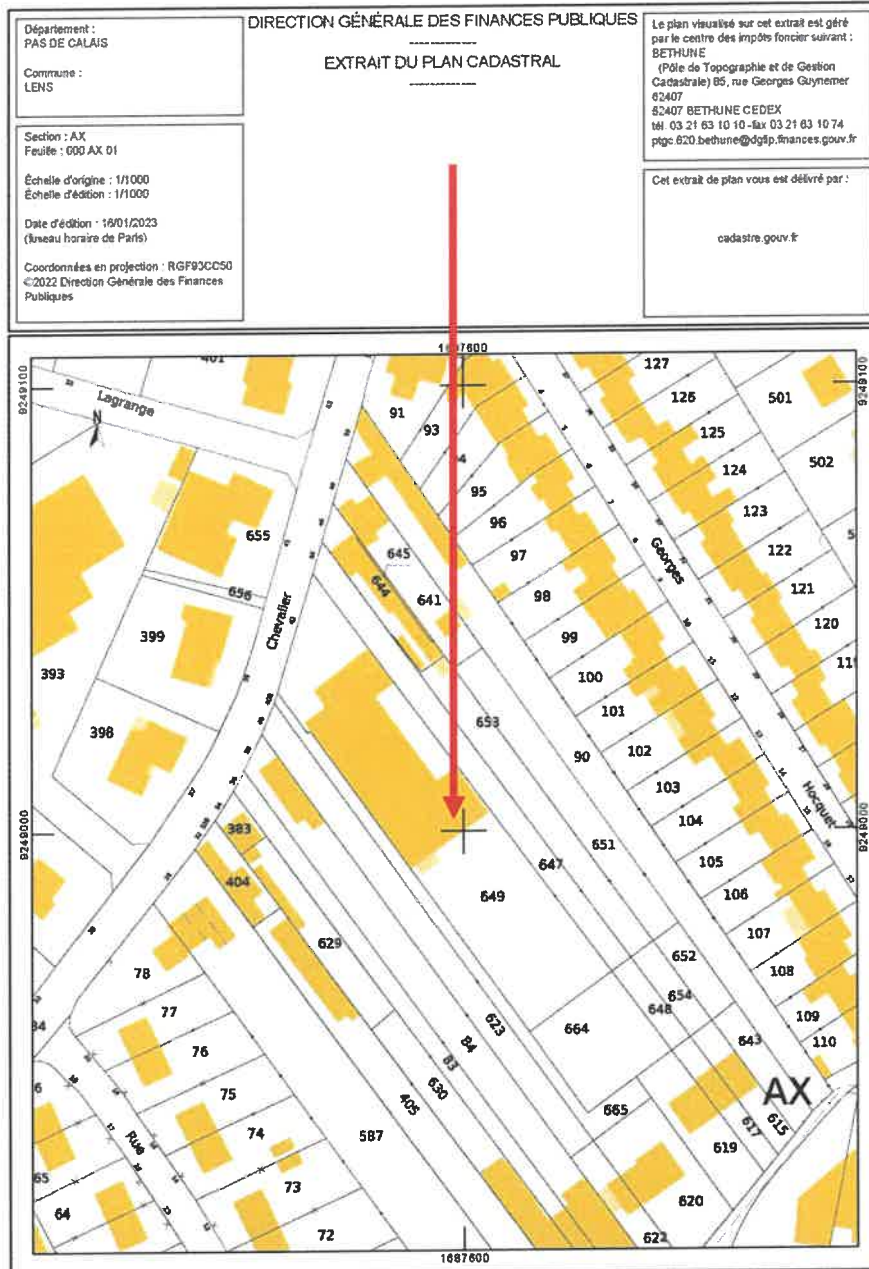 Département :
PAS DE CALAIS
Commune :
LENS
Section : AX
Feuille : 000 AX 01
Échelle d'origine : 1/1000
Échelle d'édition : 1/1000
Date d'édition : 16/01/2023
(fuseau horaire de Paris)
Coordonnées en projection : RGF93CC50
©2022 Direction Générale des Finances
Publiques
DIRECTION GÉNÉRALE DES FINANCES PUBLIQUES
EXTRAIT DU PLAN CADASTRAL
Le plan visualisé sur cet extrait est géré
par le centre des impôts foncier suivant :
BETHUNE
(Pôle de Topographie et de Gestion
Cadastrale) 85, rue Georges Guynemer
62407
62407 BETHUNE CEDEX
tél. 03 21 63 10 10 -fax 03 21 63 10 74
ptgc.620.bethune@dgfip.finances.gouv.fr
Cet extrait de plan vous est délivré par :
cadastre.gouv.fr
9249100
9249100
N
Lagrange
401
91
93
95
96
97
98
99
100
101
102
103
104
105
106
107
108
109
110
127
126
125
124
123
122
121
120
501
502
Georges
Hocquet
655
656
645
644
641
Chevalier
399
393
398
653
90
9249000
9249000
383
404
629
647
651
649
652
654
648
664
643
78
77
76
75
74
73
72
65
64
Rue
623
84
83
630
405
587
665
AX
615
617
619
620
622
1687600